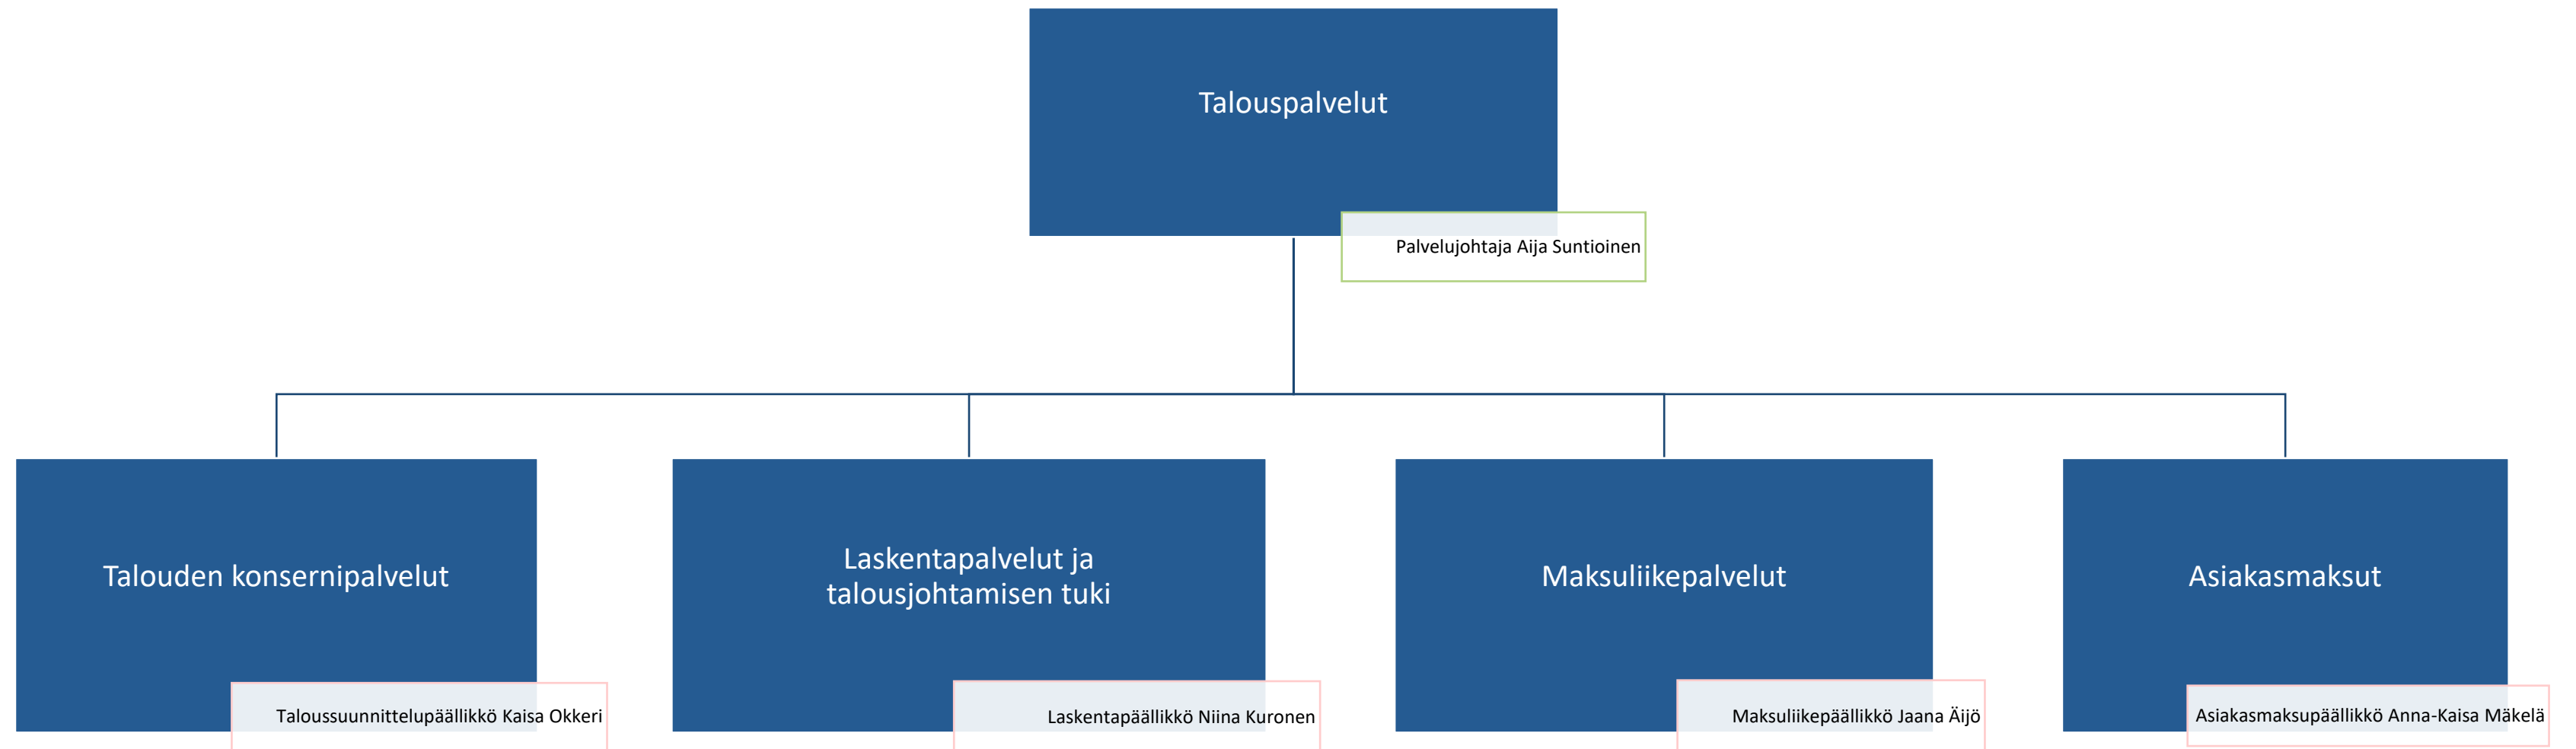 Talouspalvelut
Palvelujohtaja Aija Suntioinen
Talouden konsernipalvelut
Taloussuunnittelupäällikkö Kaisa Okkeri
Laskentapalvelut ja
talousjohtamisen tuki
Laskentapäällikkö Niina Kuronen
Maksuliikepalvelut
Maksuliikepäällikkö Jaana Äijö
Asiakasmaksut
Asiakasmaksupäällikkö Anna-Kaisa Mäkelä